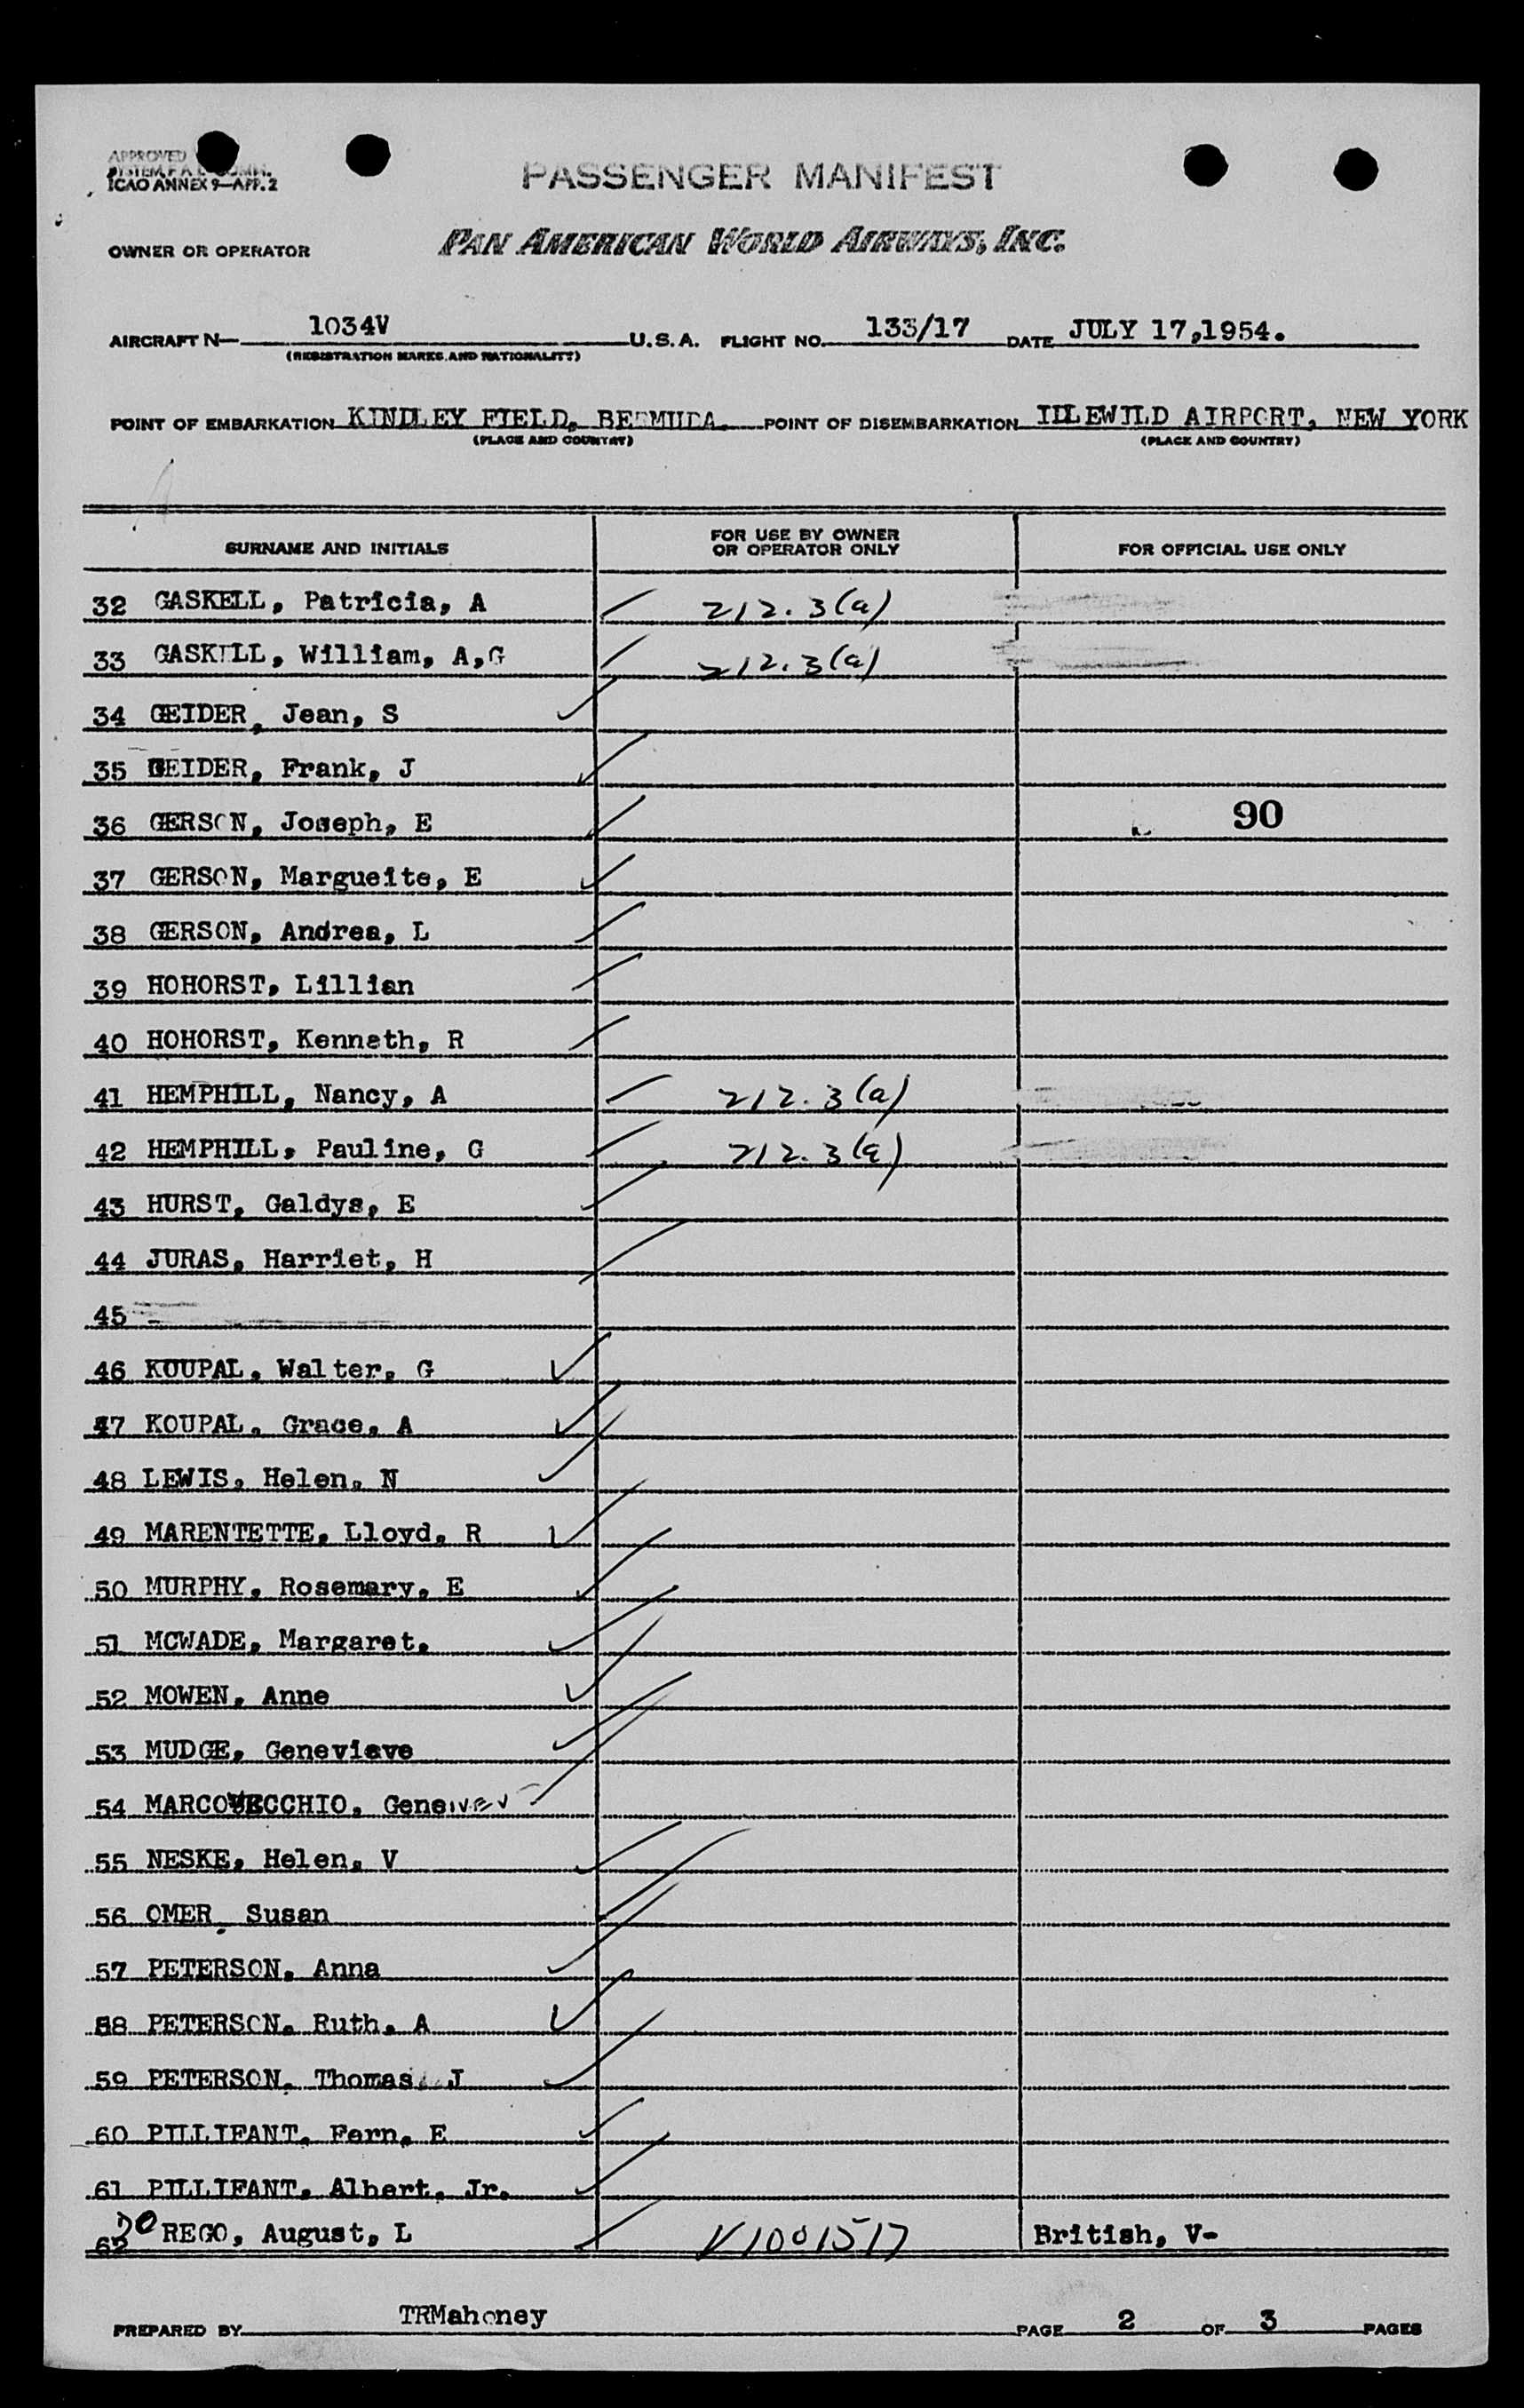 APPROVED
ICAO ANNEX 9—APP. 2
PASSENGER MANIFEST
OWNER OR OPERATOR PAN AMERICAN WORLD AIRWAYS, INC.
AIRCRAFT N— 1034V U.S.A. FLIGHT NO. 133/17 DATE JULY 17,1954.
(REGISTRATION MARKS AND NATIONALITY)
POINT OF EMBARKATION KINDLEY FIELD, BERMUDA POINT OF DISEMBARKATION IDLEWILD AIRPORT, NEW YORK
(PLACE AND COUNTRY) (PLACE AND COUNTRY)
SURNAME AND INITIALS FOR USE BY OWNER OR OPERATOR ONLY FOR OFFICIAL USE ONLY
32 GASKELL, Patricia, A 212.3(a)
33 GASKELL, William, A,G 212.3(a)
34 GEIDER, Jean, S
35 GEIDER, Frank, J
36 GERSON, Joseph, E 90
37 GERSON, Margueite, E
38 GERSON, Andrea, L
39 HOHORST, Lillian
40 HOHORST, Kenneth, R
41 HEMPHILL, Nancy, A 212.3(a)
42 HEMPHILL, Pauline, G 212.3(a)
43 HURST, Galdys, E
44 JURAS, Harriet, H
45
46 KOUPAL, Walter, G
47 KOUPAL, Grace, A
48 LEWIS, Helen, N
49 MARENTETTE, Lloyd, R
50 MURPHY, Rosemary, E
51 MCWADE, Margaret.
52 MOWEN, Anne
53 MUDGE, Genevieve
54 MARCOVECCHIO,
55 NESKE, Helen, V
56 OMER, Susan
57 PETERSON, Anna
58 PETERSON, Ruth, A
59 PETERSON, Thomas, J
60 PILLIFANT, Fern, E
61 PILLIFANT, Albert, Jr.
62 DO REGO, August, L V1001517 British, V-
PREPARED BY TRMahoney PAGE 2 OF 3 PAGES